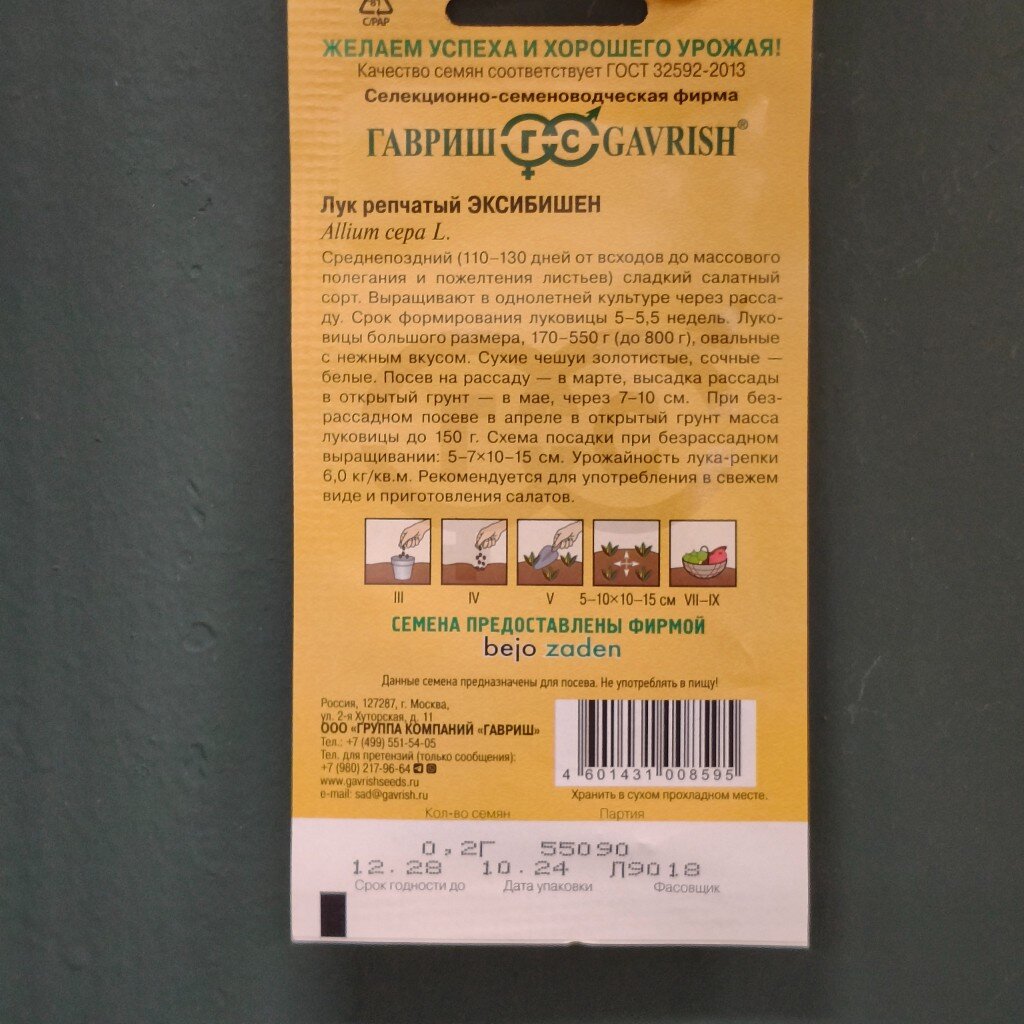 81
C/PAP
ЖЕЛАЕМ УСПЕХА И ХОРОШЕГО УРОЖАЯ!
Качество семян соответствует ГОСТ 32592-2013
Селекционно-семеноводческая фирма
ГАВРИШ Г С GAVRISH®
Лук репчатый ЭКСИБИШЕН
Allium cepa L.
Среднепоздний (110–130 дней от всходов до массового
полегания и пожелтения листьев) сладкий салатный
сорт. Выращивают в однолетней культуре через расса-
ду. Срок формирования луковицы 5–5,5 недель. Луко-
вицы большого размера, 170–550 г (до 800 г), овальные
с нежным вкусом. Сухие чешуи золотистые, сочные —
белые. Посев на рассаду — в марте, высадка рассады
в открытый грунт — в мае, через 7–10 см. При без-
рассадном посеве в апреле в открытый грунт масса
луковицы до 150 г. Схема посадки при безрассадном
выращивании: 5–7×10–15 см. Урожайность лука-репки
6,0 кг/кв.м. Рекомендуется для употребления в свежем
виде и приготовления салатов.
III IV V 5–10×10–15 см VII–IX
СЕМЕНА ПРЕДОСТАВЛЕНЫ ФИРМОЙ
bejo zaden
Данные семена предназначены для посева. Не употреблять в пищу!
Россия, 127287, г. Москва,
ул. 2-я Хуторская, д. 11
ООО «ГРУППА КОМПАНИЙ «ГАВРИШ»
Тел.: +7 (499) 551-54-05
Тел. для претензий (только сообщения):
+7 (980) 217-96-64
www.gavrishseeds.ru
e-mail: sad@gavrish.ru
4 601431 008595
Хранить в сухом прохладном месте.
Кол-во семян Партия
0,2Г 55090
12.28 10.24 Л9018
Срок годности до Дата упаковки Фасовщик